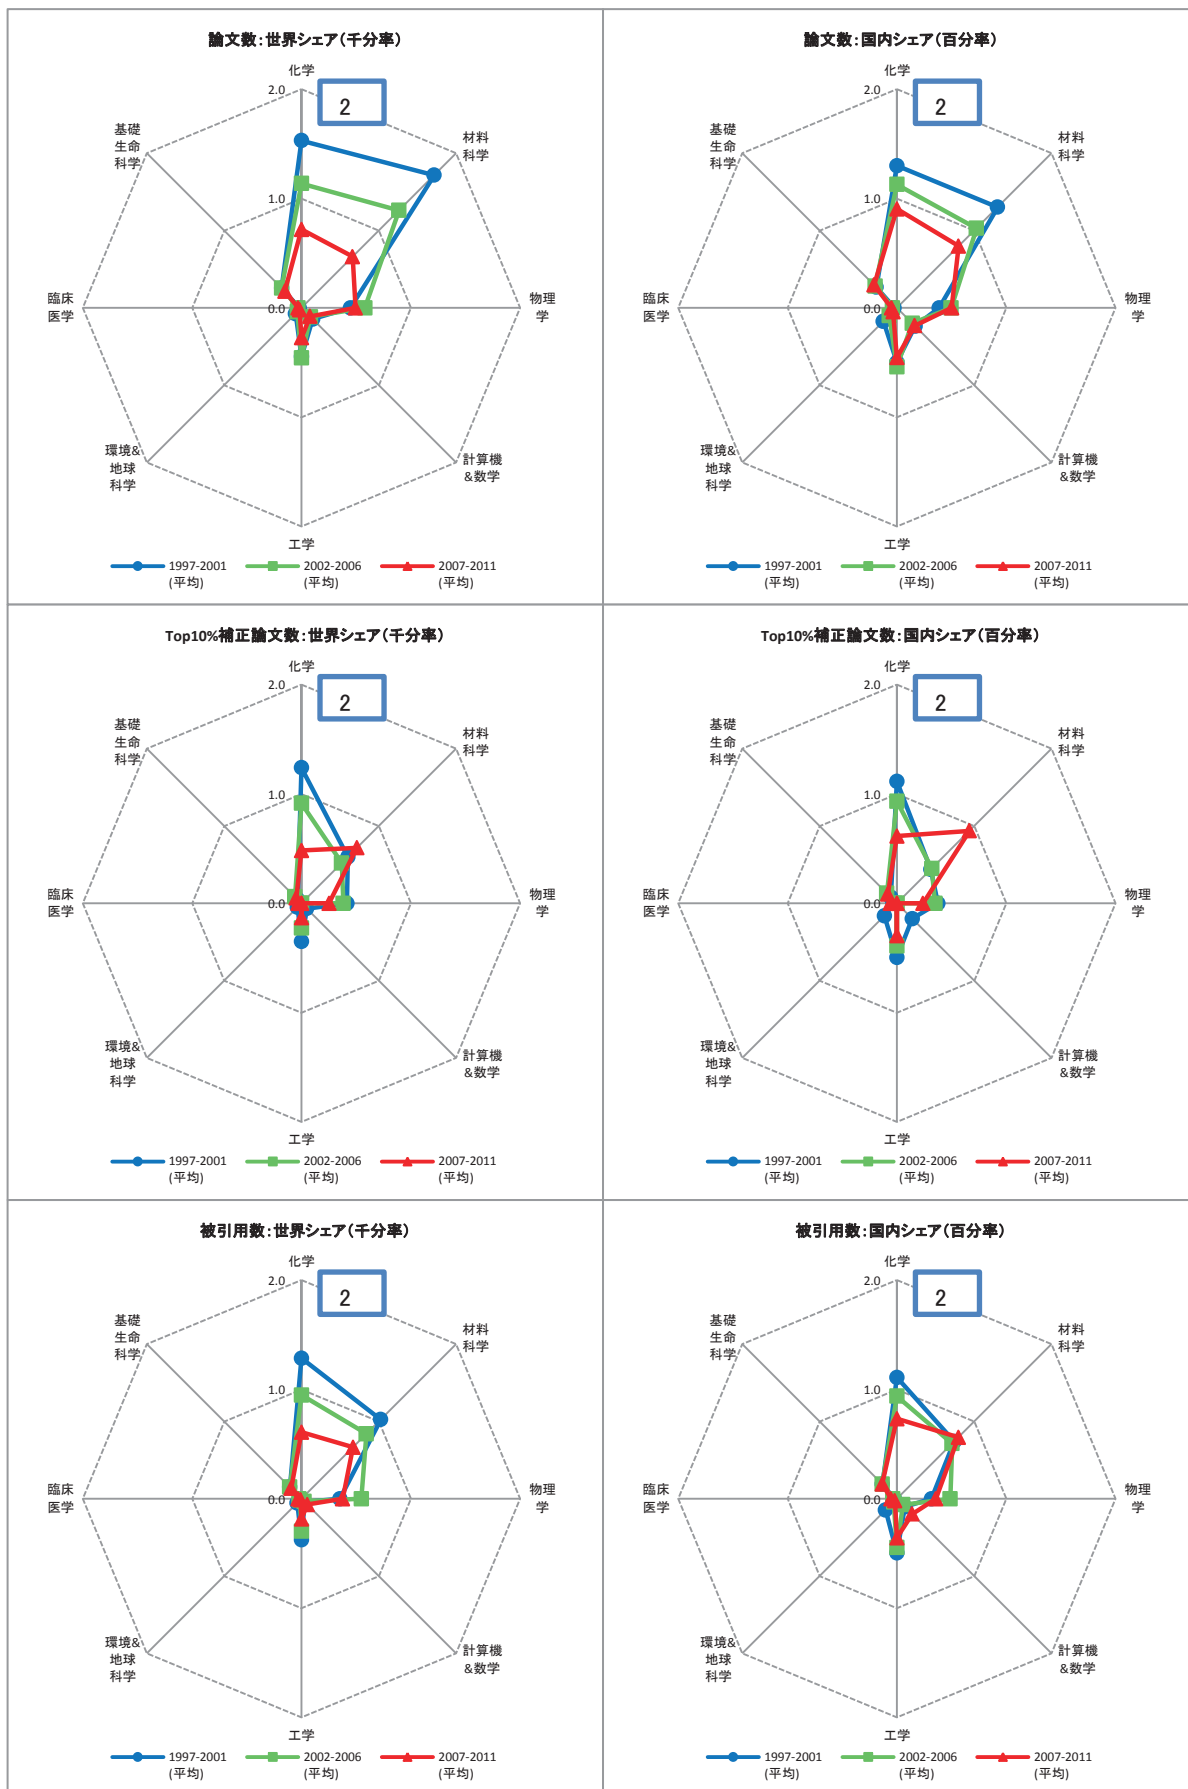 論文数:世界シェア(千分率)
化学
2.0
2
材料
科学
基礎
生命
科学
1.0
臨床
医学
0.0
物理
学
環境&
地球
科学
計算機
&数学
工学
1997-2001
(平均)
2002-2006
(平均)
2007-2011
(平均)
論文数:国内シェア(百分率)
化学
2.0
2
材料
科学
基礎
生命
科学
1.0
臨床
医学
0.0
物理
学
環境&
地球
科学
計算機
&数学
工学
1997-2001
(平均)
2002-2006
(平均)
2007-2011
(平均)
Top10%補正論文数:世界シェア(千分率)
化学
2.0
2
材料
科学
基礎
生命
科学
1.0
臨床
医学
0.0
物理
学
環境&
地球
科学
計算機
&数学
工学
1997-2001
(平均)
2002-2006
(平均)
2007-2011
(平均)
Top10%補正論文数:国内シェア(百分率)
化学
2.0
2
材料
科学
基礎
生命
科学
1.0
臨床
医学
0.0
物理
学
環境&
地球
科学
計算機
&数学
工学
1997-2001
(平均)
2002-2006
(平均)
2007-2011
(平均)
被引用数:世界シェア(千分率)
化学
2.0
2
材料
科学
基礎
生命
科学
1.0
臨床
医学
0.0
物理
学
環境&
地球
科学
計算機
&数学
工学
1997-2001
(平均)
2002-2006
(平均)
2007-2011
(平均)
被引用数:国内シェア(百分率)
化学
2.0
2
材料
科学
基礎
生命
科学
1.0
臨床
医学
0.0
物理
学
環境&
地球
科学
計算機
&数学
工学
1997-2001
(平均)
2002-2006
(平均)
2007-2011
(平均)